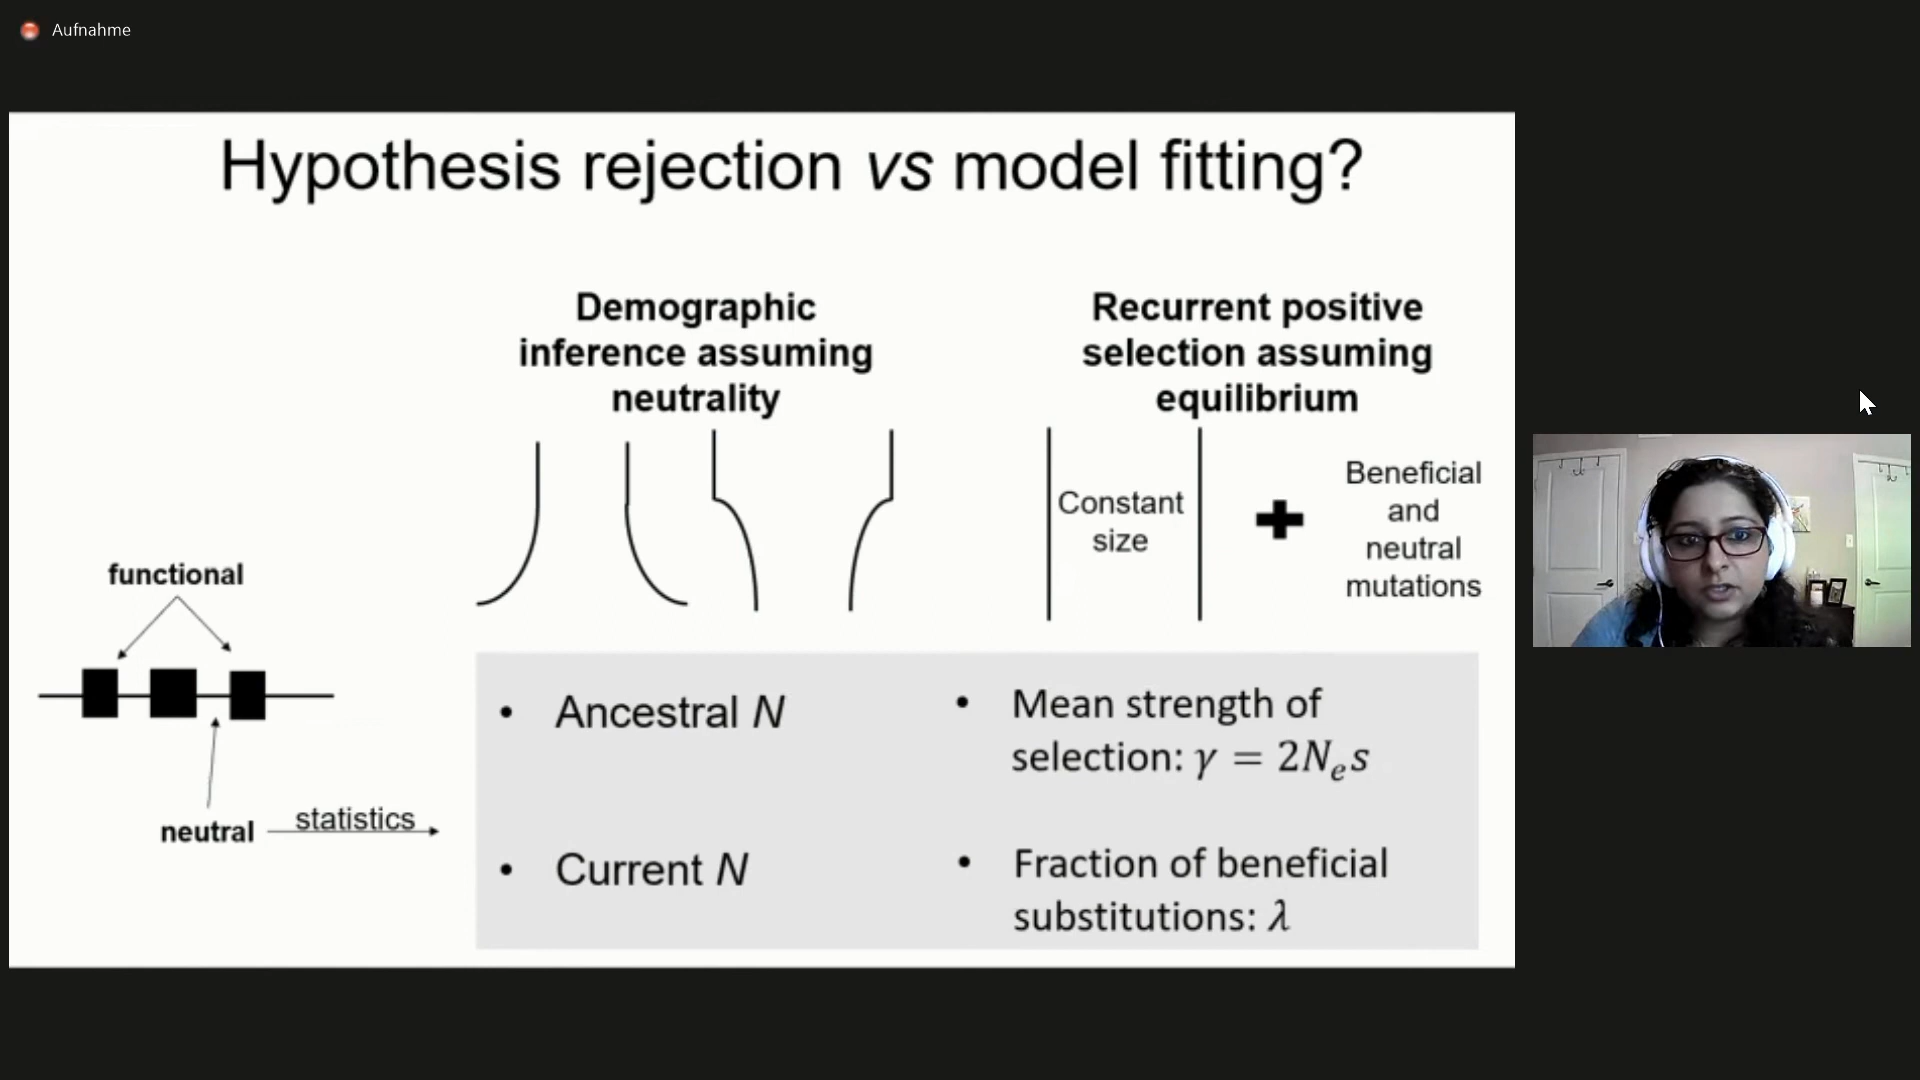 Aufnahme
Hypothesis rejection vs model fitting?
Demographic
inference assuming
neutrality
Recurrent positive
selection assuming
equilibrium
Constant
size
Beneficial
and
neutral
mutations
functional
neutral
statistics
• Ancestral N
• Current N
• Mean strength of
selection: γ = 2Nₑs
• Fraction of beneficial
substitutions: λ